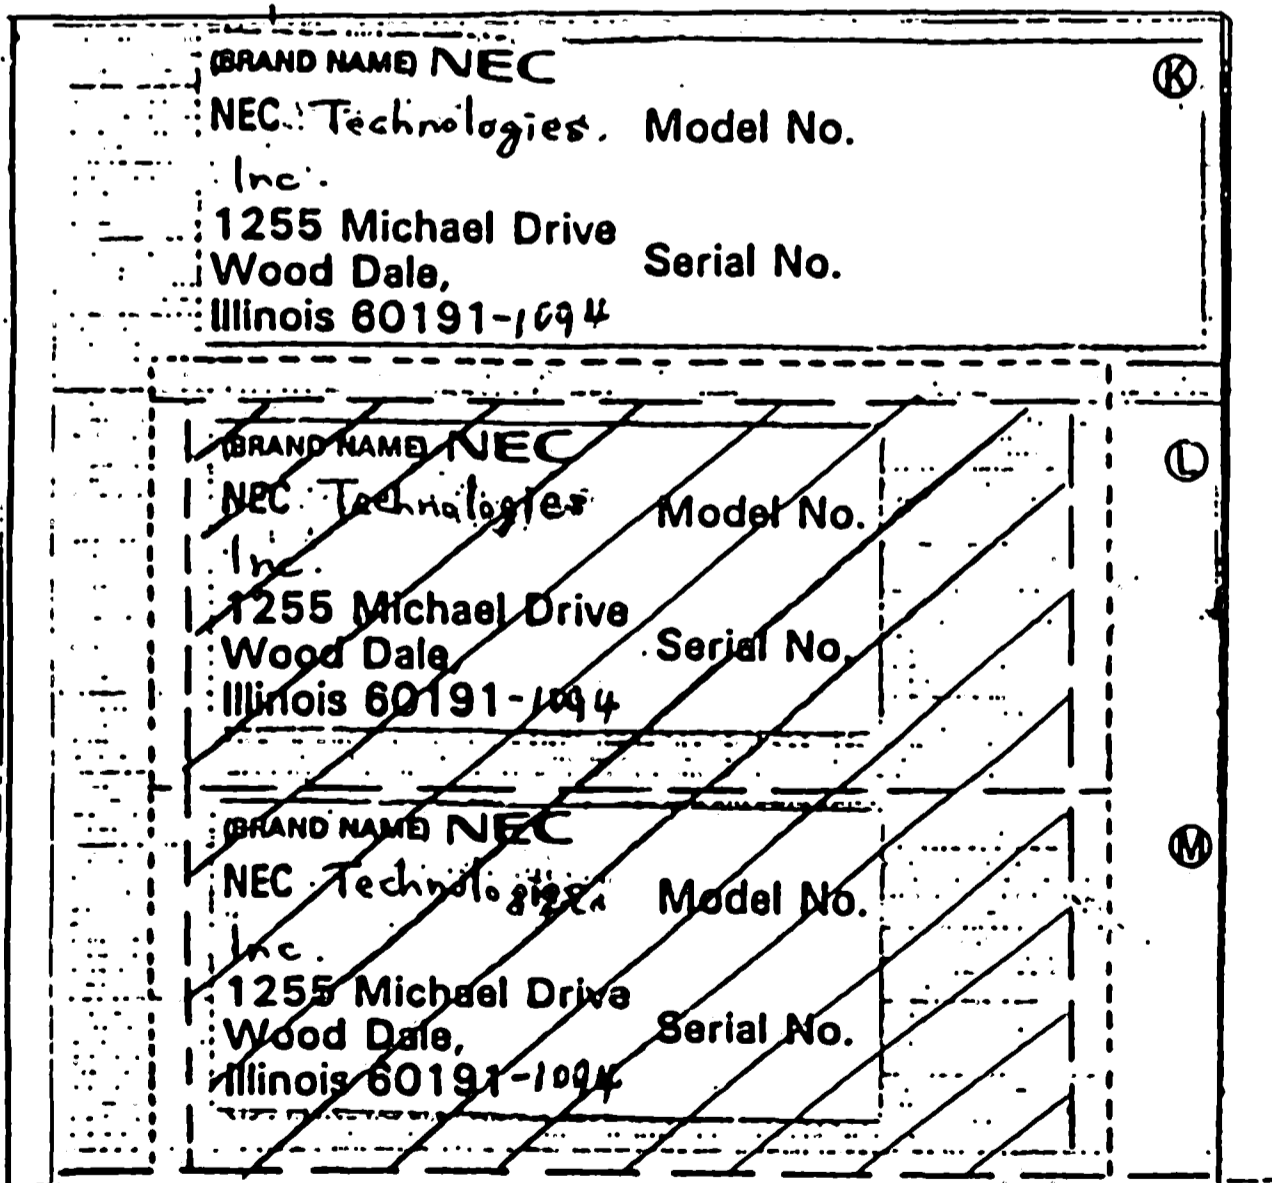 (BRAND NAME) NEC
Ⓚ
NEC Technologies. Model No.
Inc.
1255 Michael Drive
Wood Dale, Serial No.
Illinois 60191-1094
(BRAND NAME) NEC
Ⓛ
NEC Technologies Model No.
Inc.
1255 Michael Drive
Wood Dale, Serial No.
Illinois 60191-1094
(BRAND NAME) NEC
Ⓜ
NEC Technologies Model No.
Inc.
1255 Michael Drive
Wood Dale, Serial No.
Illinois 60191-1094